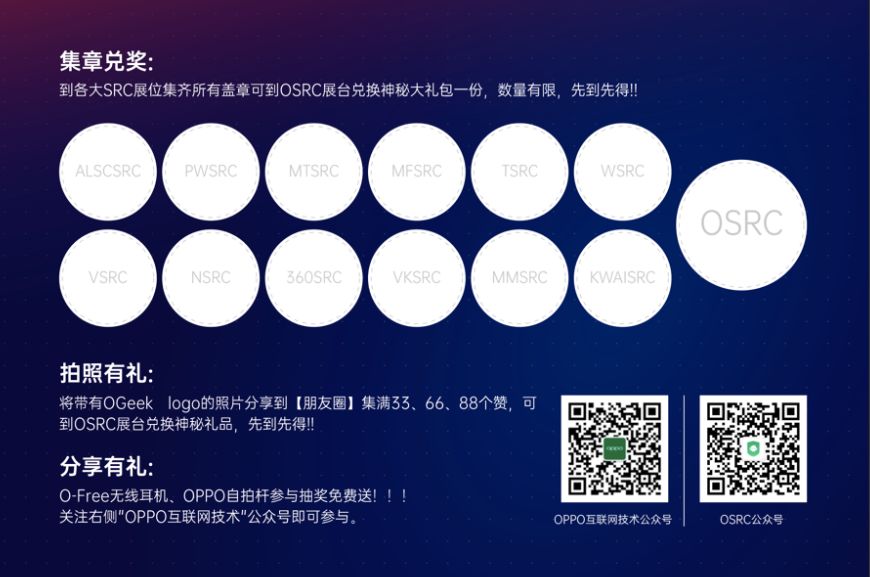 集章兑奖:
到各大SRC展位集齐所有盖章可到OSRC展台兑换神秘大礼包一份，数量有限，先到先得!!
ALSCSRC PWSRC MTSRC MFSRC TSRC WSRC
OSRC
VSRC NSRC 360SRC VKSRC MMSRC KWAISRC
拍照有礼:
将带有OGeek logo的照片分享到【朋友圈】集满33、66、88个赞，可
到OSRC展台兑换神秘礼品，先到先得!!
分享有礼:
O-Free无线耳机、OPPO自拍杆参与抽奖免费送！！！
关注右侧"OPPO互联网技术"公众号即可参与。
OPPO
OPPO互联网技术公众号
OSRC公众号